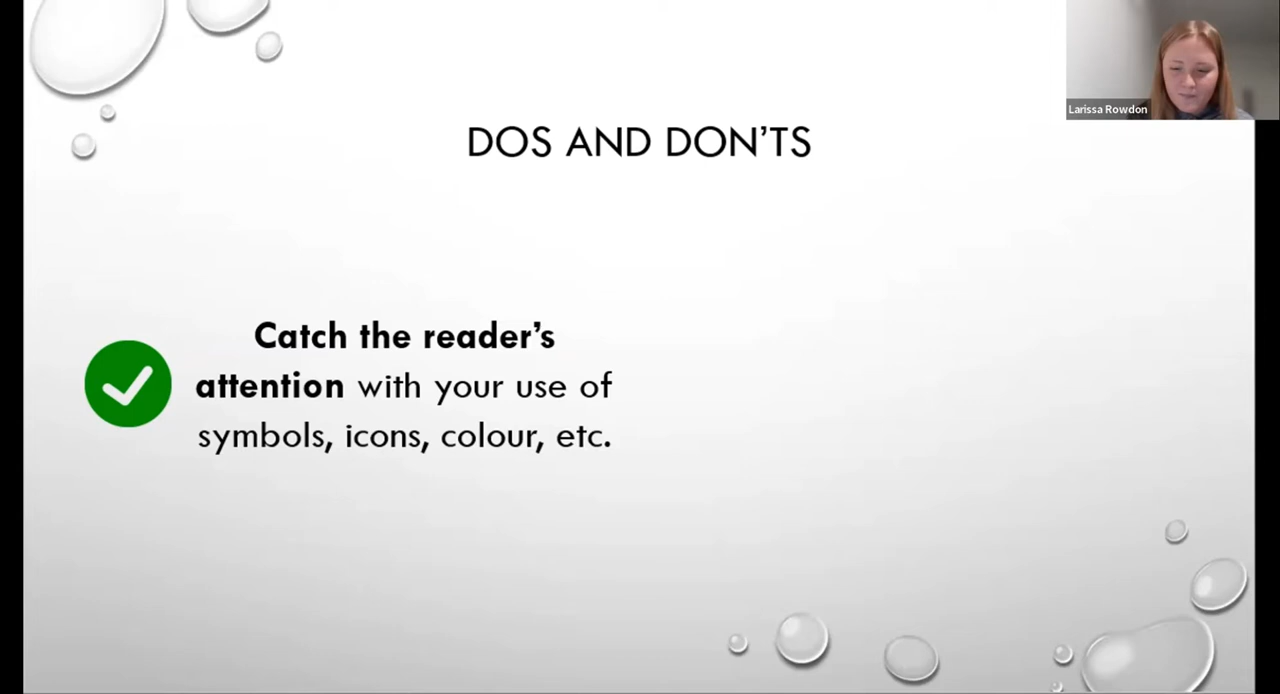 Larissa Rowdon
DOS AND DON’TS
Catch the reader’s
attention with your use of
symbols, icons, colour, etc.